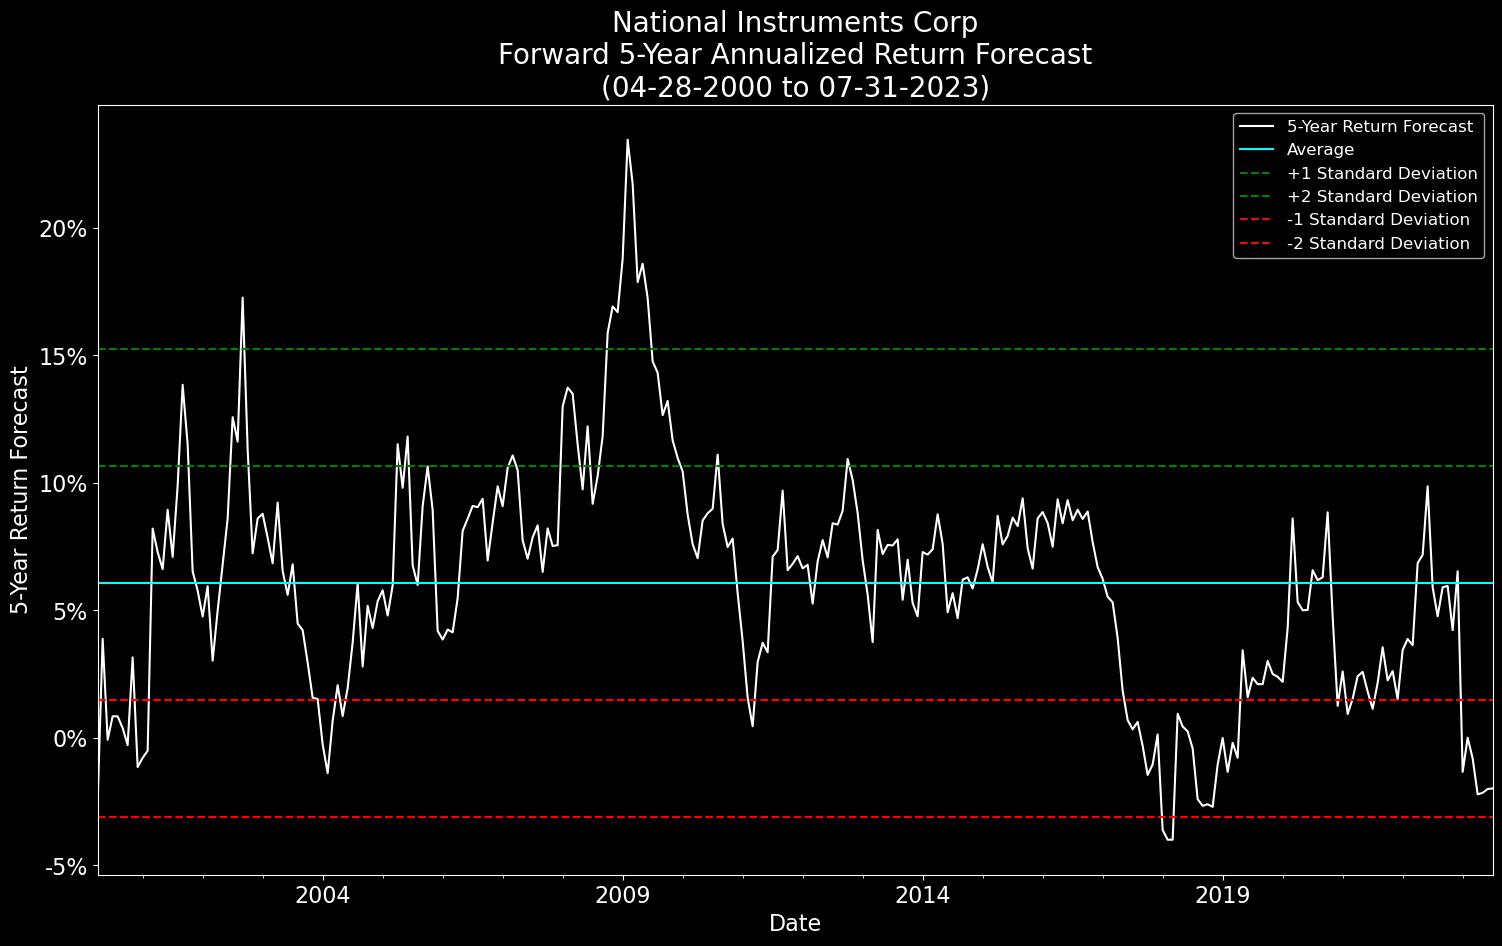 National Instruments Corp
Forward 5-Year Annualized Return Forecast
(04-28-2000 to 07-31-2023)
5-Year Return Forecast
Average
+1 Standard Deviation
+2 Standard Deviation
-1 Standard Deviation
-2 Standard Deviation
5-Year Return Forecast
20%
15%
10%
5%
0%
-5%
2004
2009
2014
2019
Date